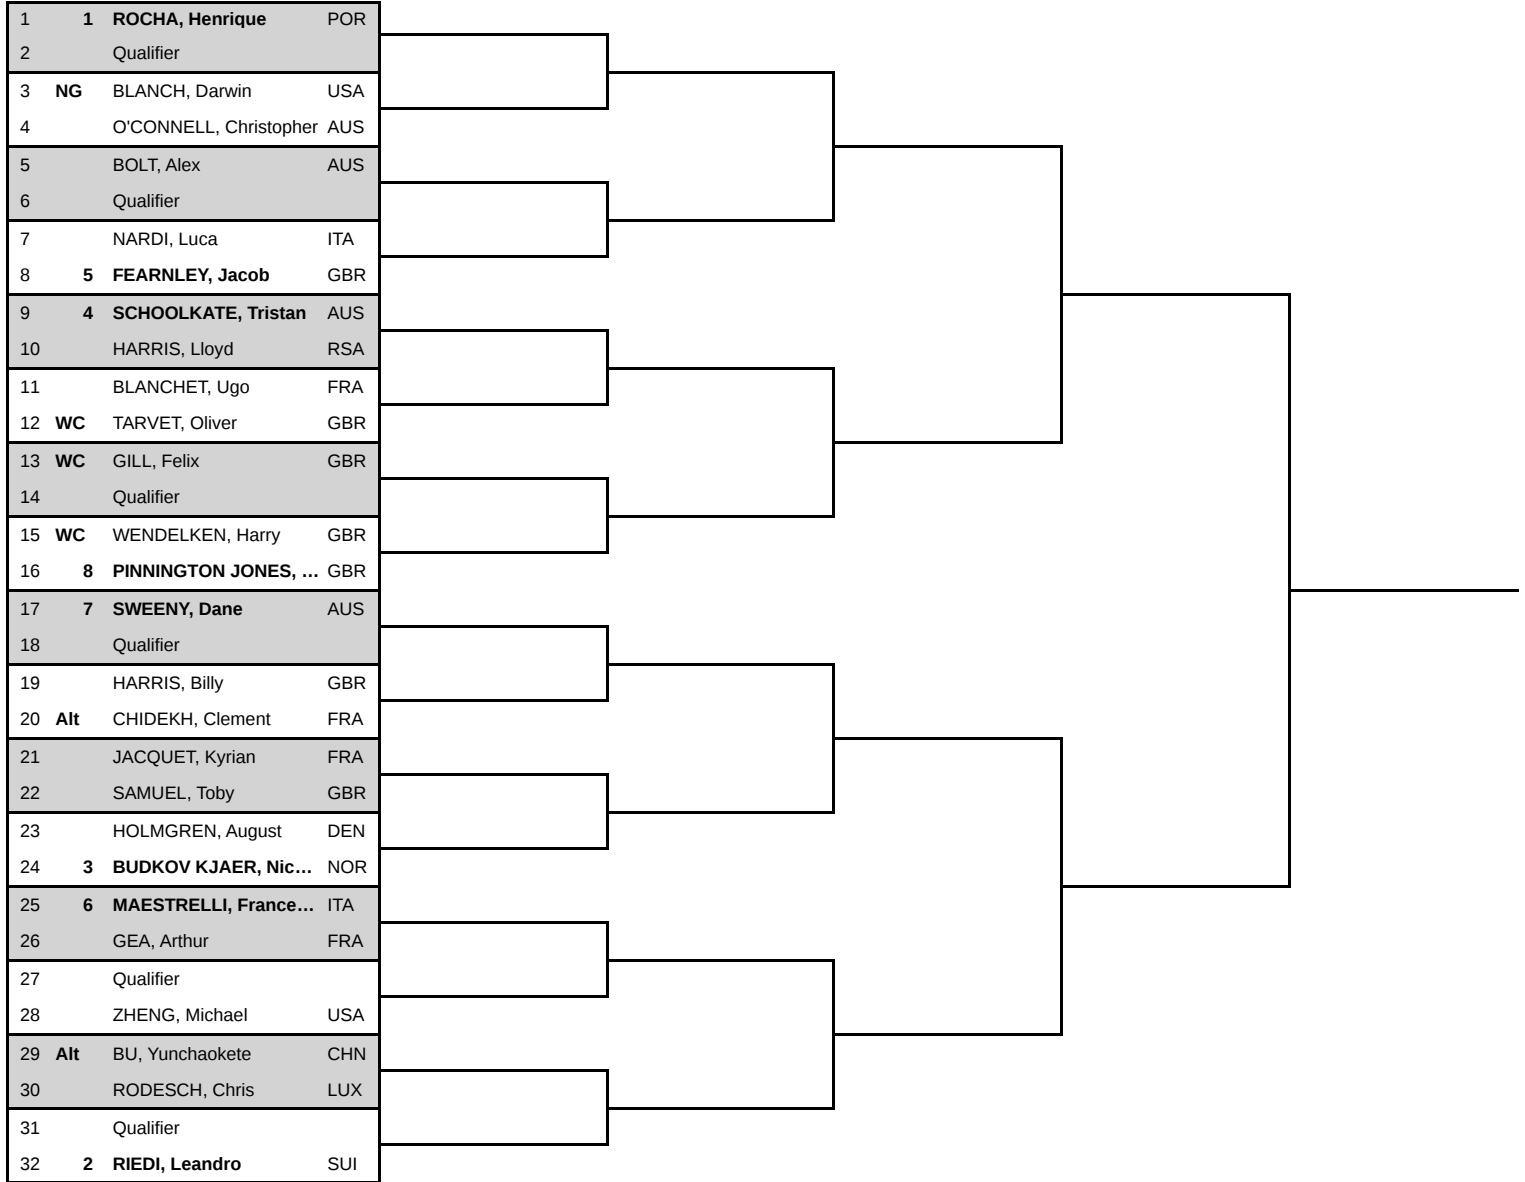 1 1 ROCHA, Henrique POR
2 Qualifier
3 NG BLANCH, Darwin USA
4 O'CONNELL, Christopher AUS
5 BOLT, Alex AUS
6 Qualifier
7 NARDI, Luca ITA
8 5 FEARNLEY, Jacob GBR
9 4 SCHOOLKATE, Tristan AUS
10 HARRIS, Lloyd RSA
11 BLANCHET, Ugo FRA
12 WC TARVET, Oliver GBR
13 WC GILL, Felix GBR
14 Qualifier
15 WC WENDELKEN, Harry GBR
16 8 PINNINGTON JONES, ... GBR
17 7 SWEENY, Dane AUS
18 Qualifier
19 HARRIS, Billy GBR
20 Alt CHIDEKH, Clement FRA
21 JACQUET, Kyrian FRA
22 SAMUEL, Toby GBR
23 HOLMGREN, August DEN
24 3 BUDKOV KJAER, Nic... NOR
25 6 MAESTRELLI, France... ITA
26 GEA, Arthur FRA
27 Qualifier
28 ZHENG, Michael USA
29 Alt BU, Yunchaokete CHN
30 RODESCH, Chris LUX
31 Qualifier
32 2 RIEDI, Leandro SUI